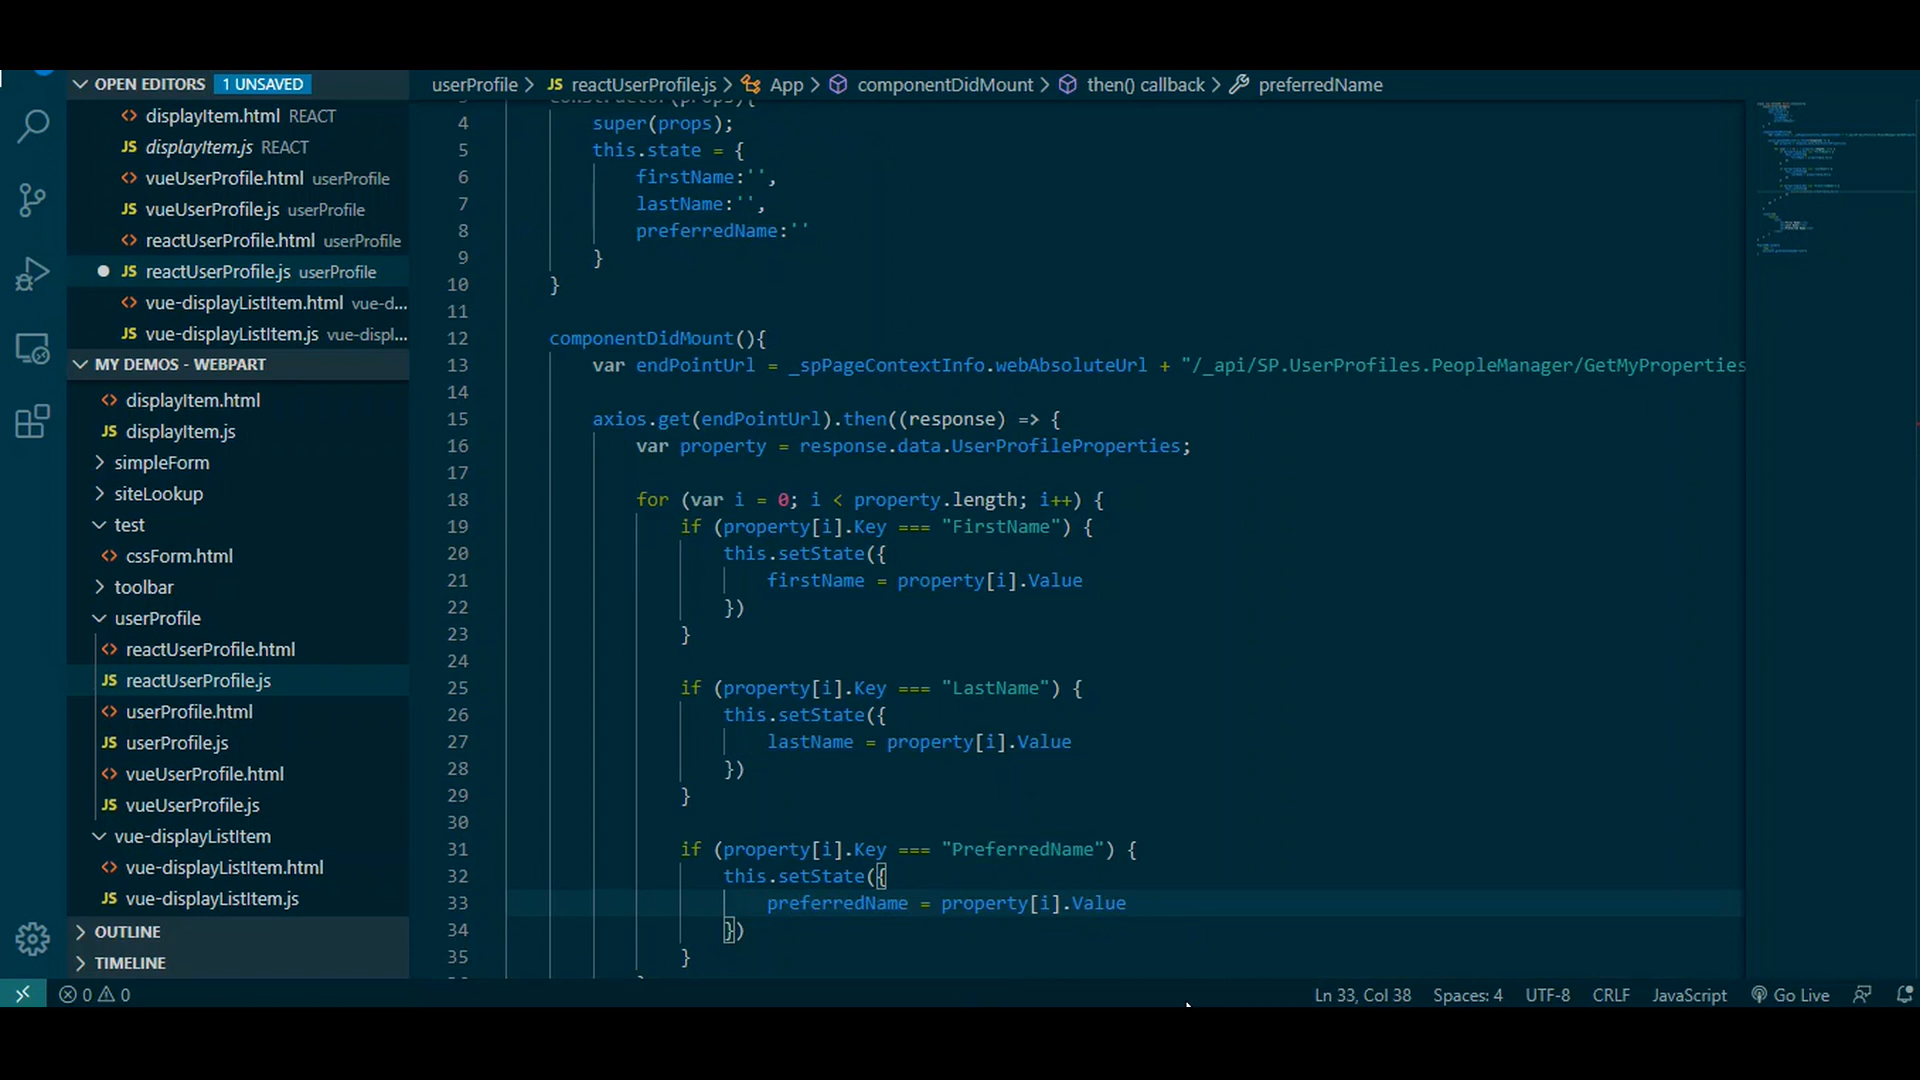 OPEN EDITORS 1 UNSAVED
displayItem.html REACT
displayItem.js REACT
vueUserProfile.html userProfile
vueUserProfile.js userProfile
reactUserProfile.html userProfile
reactUserProfile.js userProfile
vue-displayListItem.html vue-d...
vue-displayListItem.js vue-displ...
MY DEMOS - WEBPART
displayItem.html
JS displayItem.js
simpleForm
siteLookup
test
cssForm.html
toolbar
userProfile
reactUserProfile.html
JS reactUserProfile.js
userProfile.html
JS userProfile.js
vueUserProfile.html
JS vueUserProfile.js
vue-displayListItem
vue-displayListItem.html
JS vue-displayListItem.js
OUTLINE
TIMELINE
userProfile > JS reactUserProfile.js > App > componentDidMount > then() callback > preferredName
3 constructor(props){
4 super(props);
5 this.state = {
6 firstName:'',
7 lastName:'',
8 preferredName:''
9 }
10 }
11
12 componentDidMount(){
13 var endPointUrl = _spPageContextInfo.webAbsoluteUrl + "/_api/SP.UserProfiles.PeopleManager/GetMyProperties
14
15 axios.get(endPointUrl).then((response) => {
16 var property = response.data.UserProfileProperties;
17
18 for (var i = 0; i < property.length; i++) {
19 if (property[i].Key === "FirstName") {
20 this.setState({
21 firstName = property[i].Value
22 })
23 }
24
25 if (property[i].Key === "LastName") {
26 this.setState({
27 lastName = property[i].Value
28 })
29 }
30
31 if (property[i].Key === "PreferredName") {
32 this.setState({
33 preferredName = property[i].Value
34 })
35 }
0 0 Ln 33, Col 38 Spaces: 4 UTF-8 CRLF JavaScript Go Live